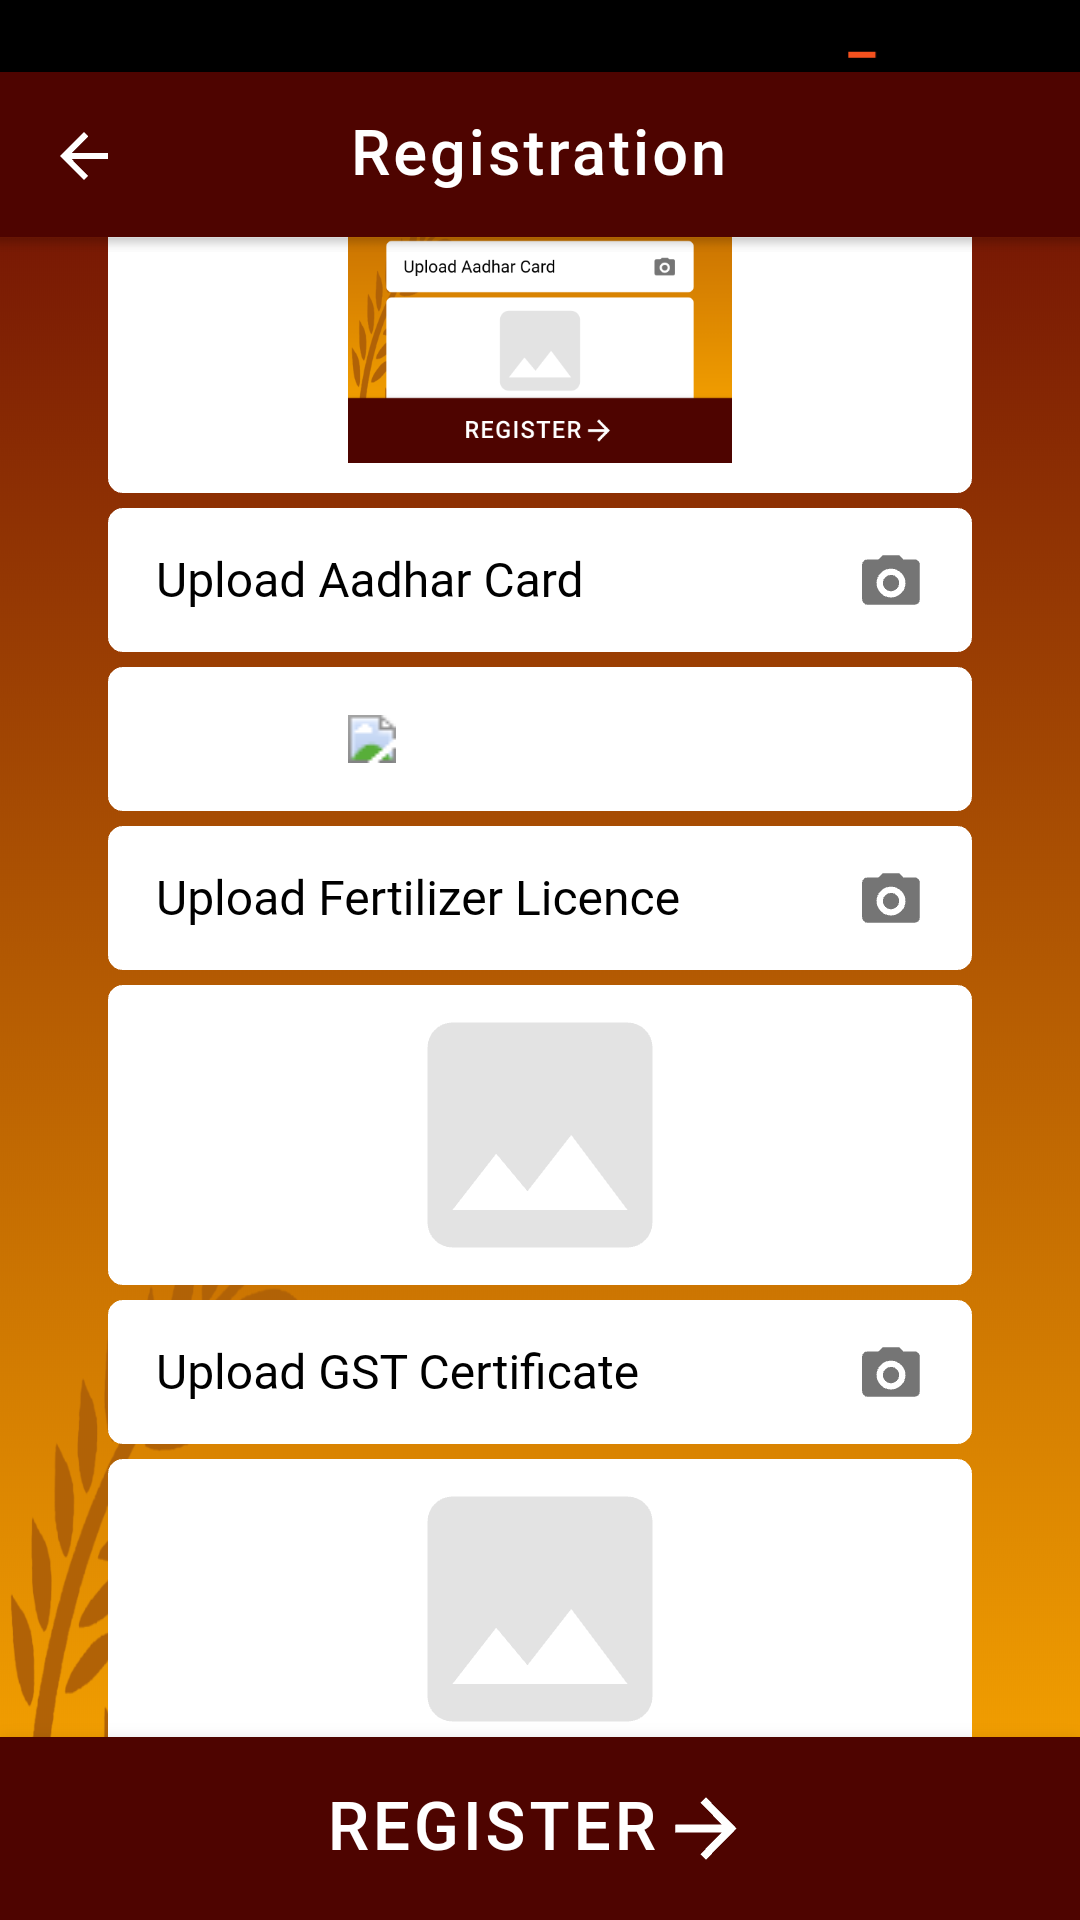 Registration
Upload Aadhar Card
REGISTER
Upload Aadhar Card
Upload Fertilizer Licence
Upload GST Certificate
REGISTER